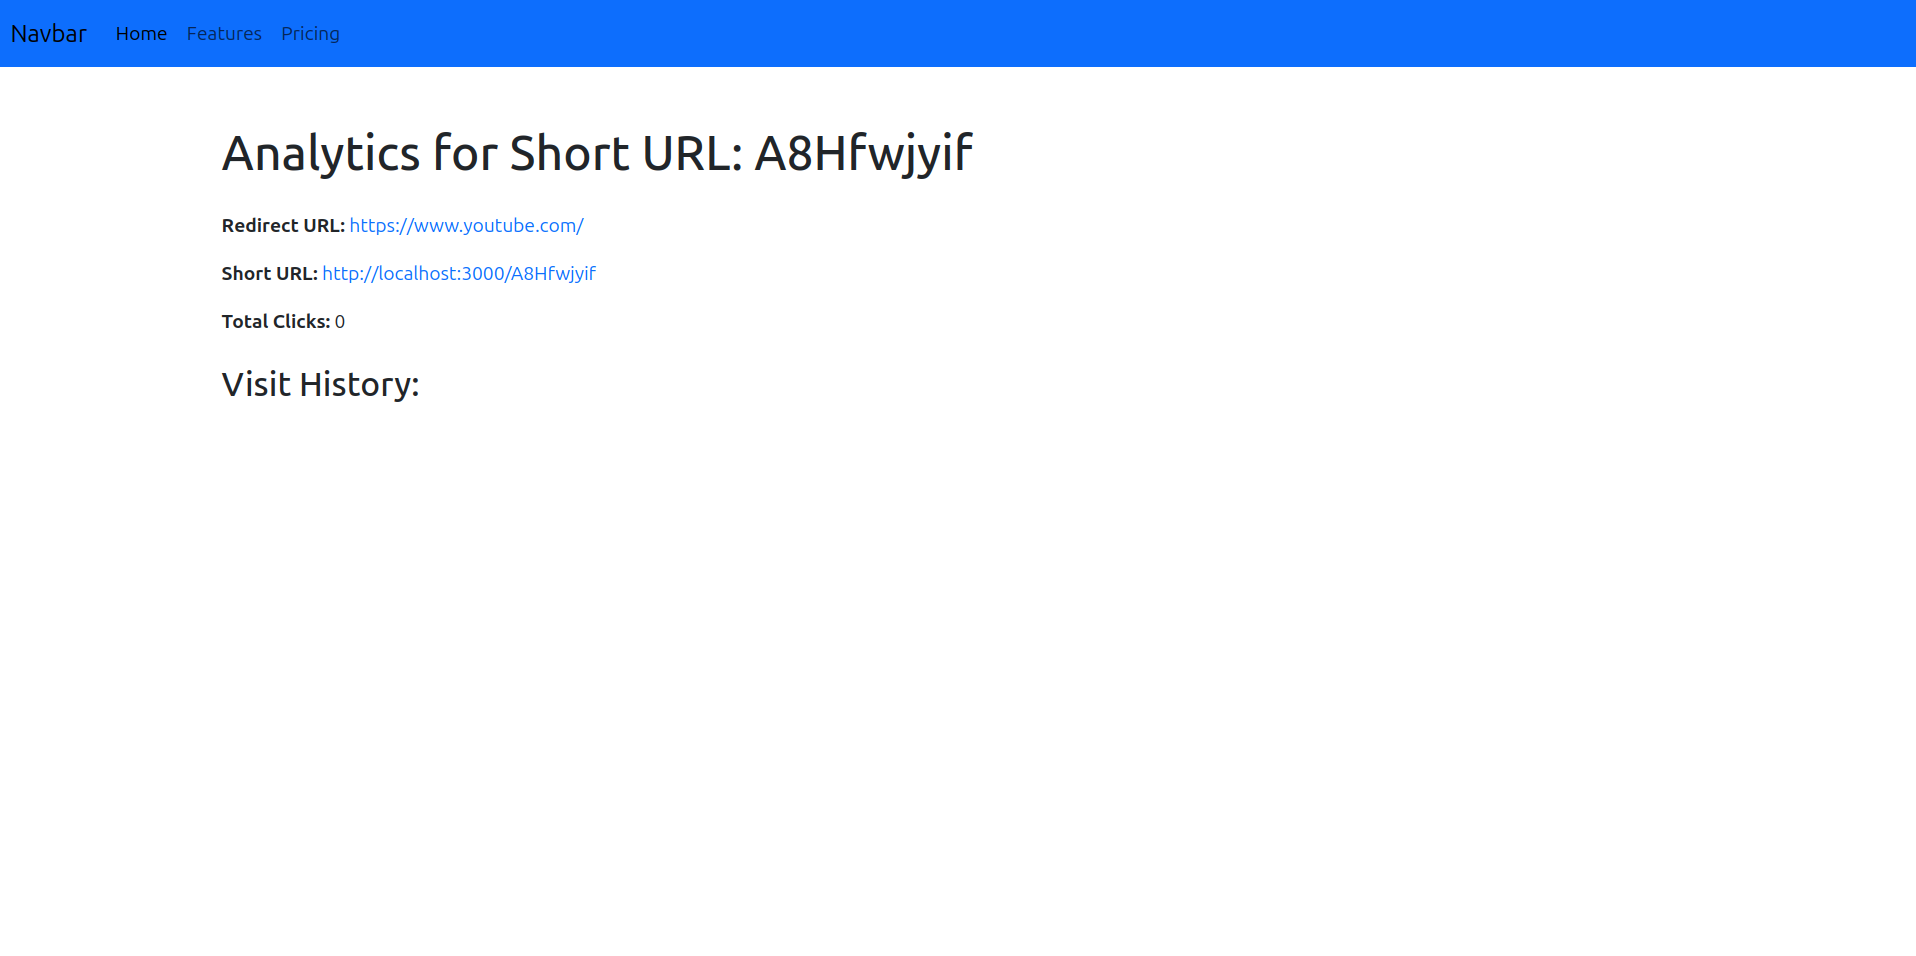 Navbar Home Features Pricing
Analytics for Short URL: A8Hfwjyif
Redirect URL: https://www.youtube.com/
Short URL: http://localhost:3000/A8Hfwjyif
Total Clicks: 0
Visit History: